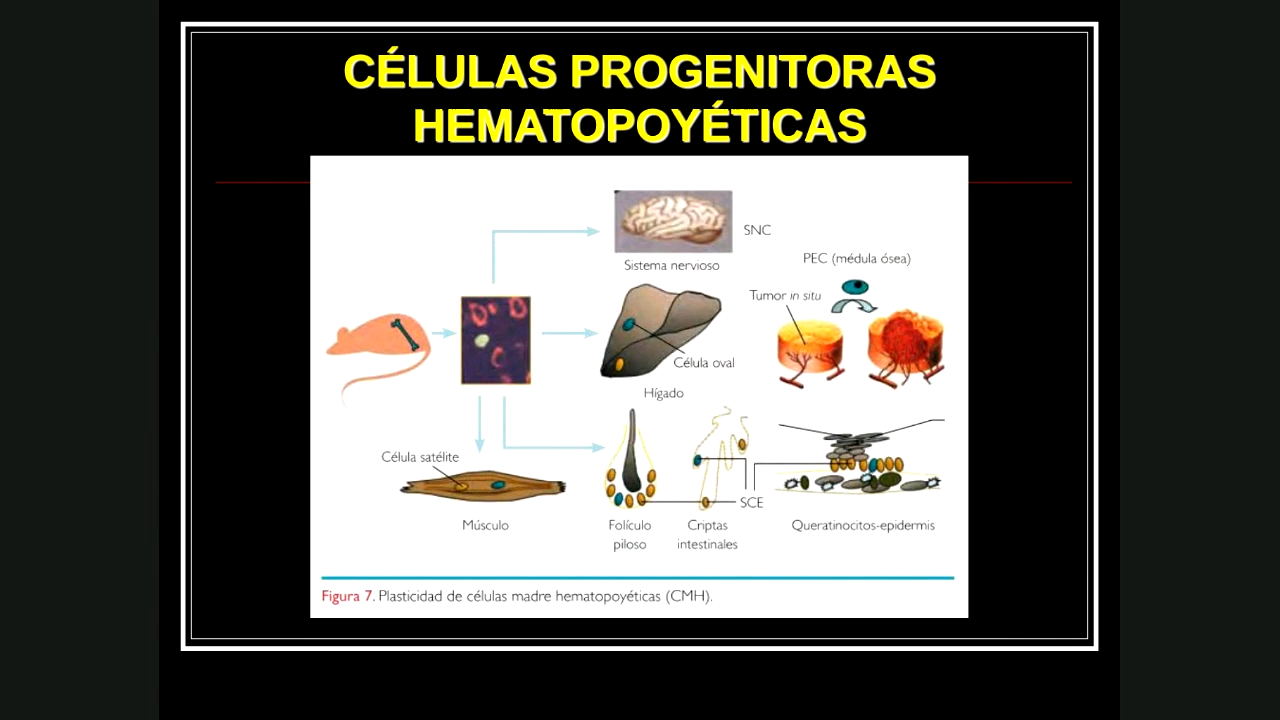 CÉLULAS PROGENITORAS
HEMATOPOYÉTICAS
SNC
Sistema nervioso
PEC (médula ósea)
Tumor in situ
Célula oval
Hígado
Célula satélite
SCE
Músculo
Folículo
piloso
Criptas
intestinales
Queratinocitos-epidermis
Figura 7. Plasticidad de células madre hematopoyéticas (CMH).